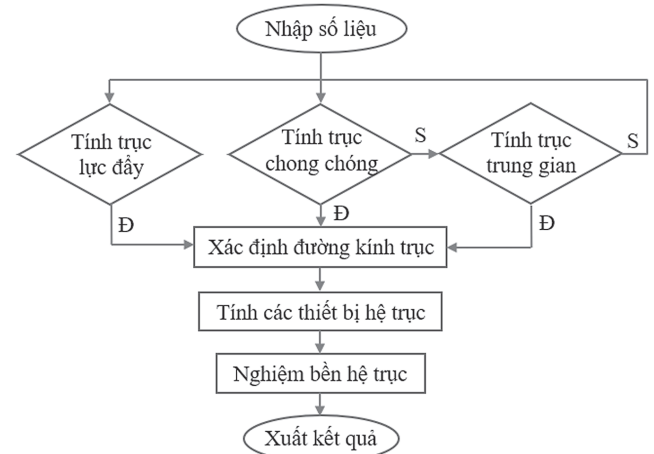 Nhập số liệu
Tính trục
lực đẩy
Tính trục
chong chóng
S
Tính trục
trung gian
S
Đ
Đ
Đ
Xác định đường kính trục
Tính các thiết bị hệ trục
Nghiệm bền hệ trục
Xuất kết quả